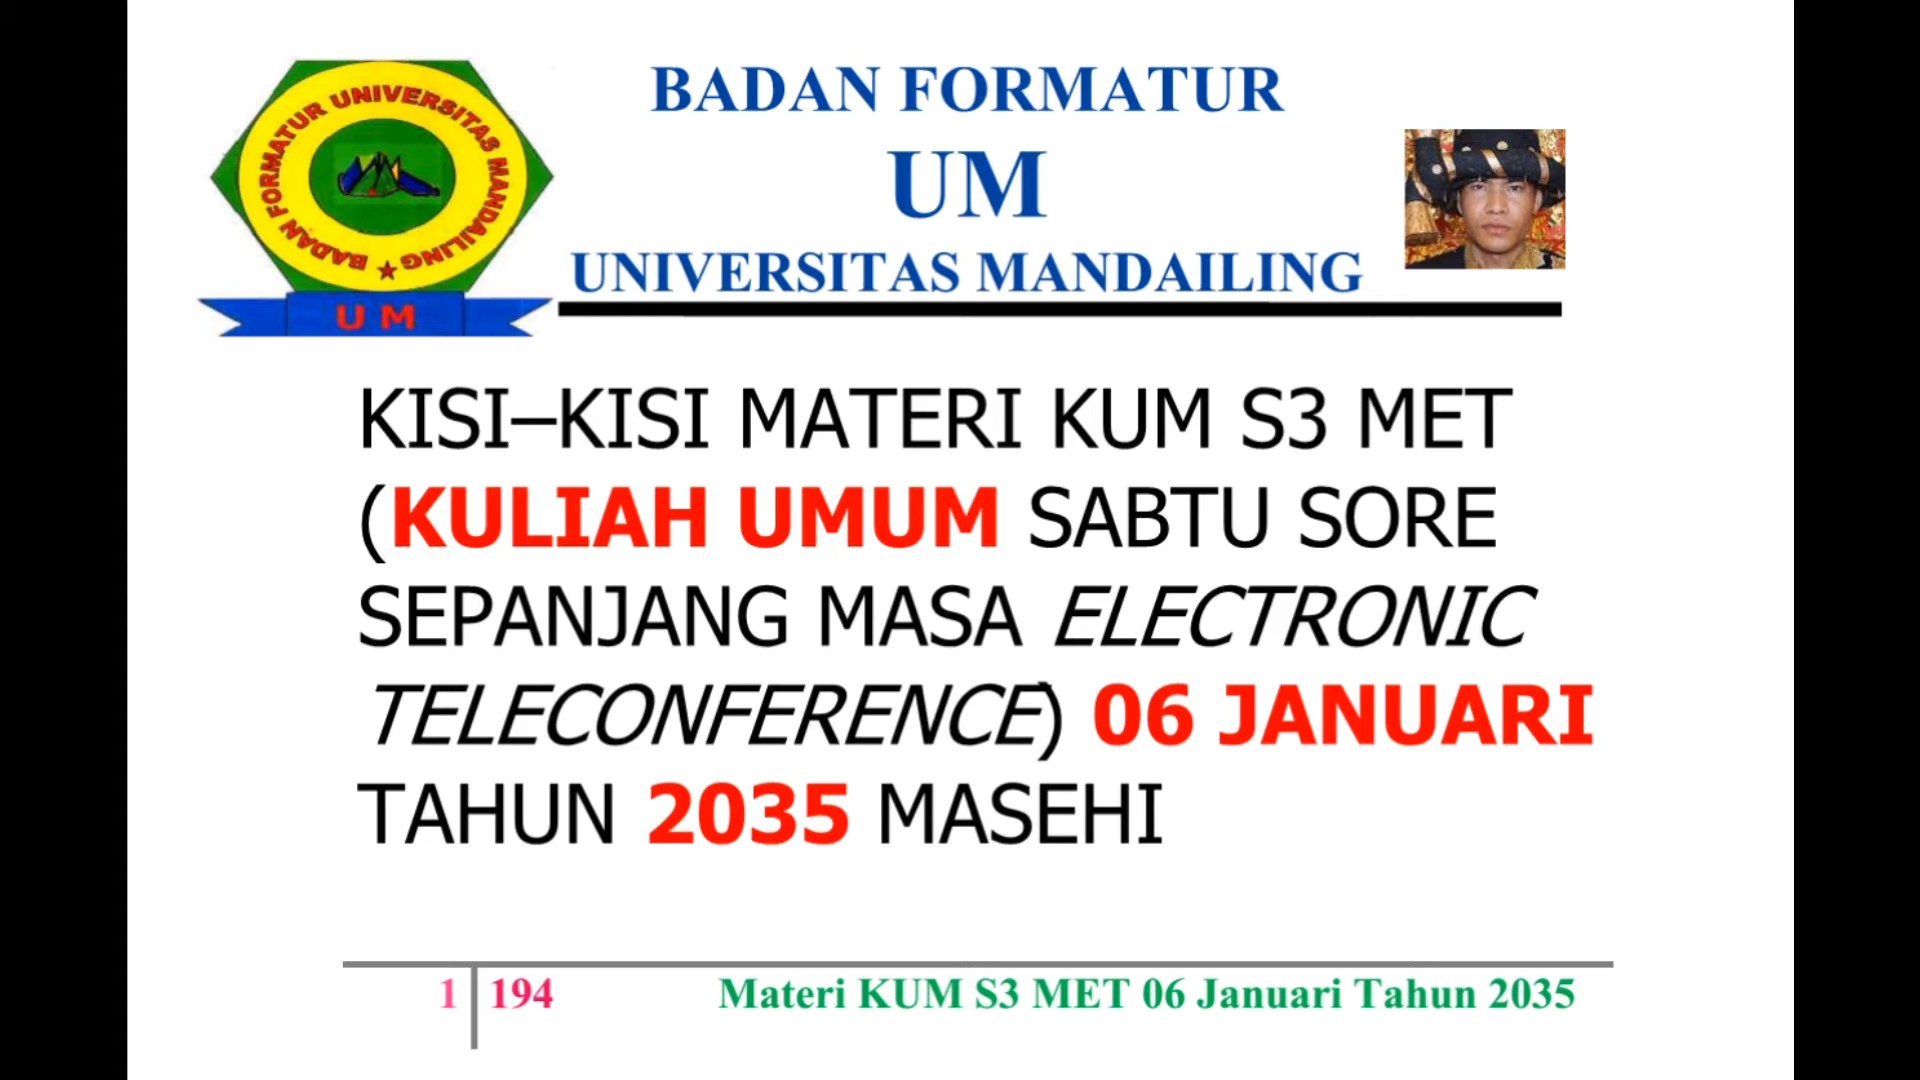 BADAN FORMATUR UNIVERSITAS MANDAILING
U M
BADAN FORMATUR
UM
UNIVERSITAS MANDAILING
KISI–KISI MATERI KUM S3 MET
(KULIAH UMUM SABTU SORE
SEPANJANG MASA ELECTRONIC
TELECONFERENCE) 06 JANUARI
TAHUN 2035 MASEHI
1 194
Materi KUM S3 MET 06 Januari Tahun 2035